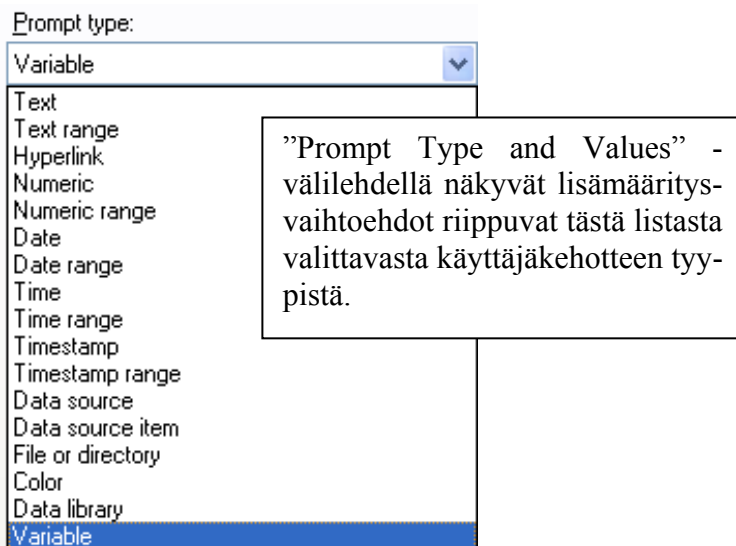 Prompt type:
Variable
Text
Text range
Hyperlink
Numeric
Numeric range
Date
Date range
Time
Time range
Timestamp
Timestamp range
Data source
Data source item
File or directory
Color
Data library
Variable
”Prompt Type and Values” -
välilehdellä näkyvät lisämääritys-
vaihtoehdot riippuvat tästä listasta
valittavasta käyttäjäkehotteen tyy-
pistä.